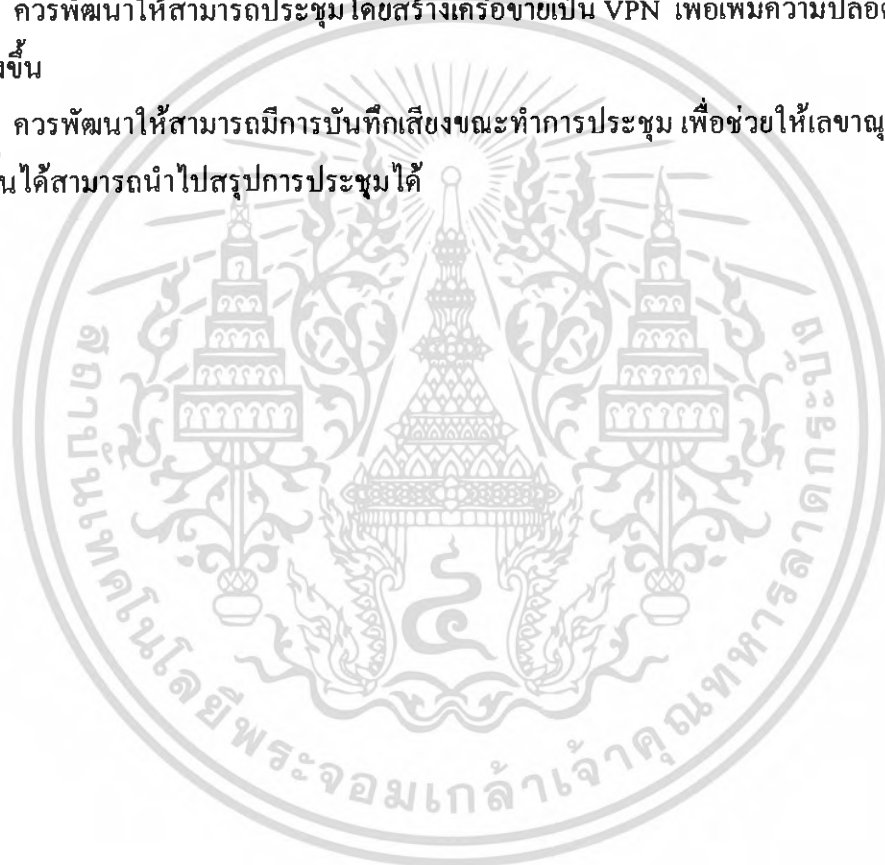 ควรพัฒนาให้สามารถประชุมโดยสร้างเครือข่ายเป็น VPN เพื่อเพิ่มความ
ขึ้น
ควรพัฒนาให้สามารถมีการบันทึกเสียงขณะทำการประชุม เพื่อช่วยให้เลขานุ
ได้สามารถนำไปสรุปการประชุมได้
สถาบันเทคโนโลยีพระจอมเกล้าเจ้าคุณทหารลาดกระบัง
๔